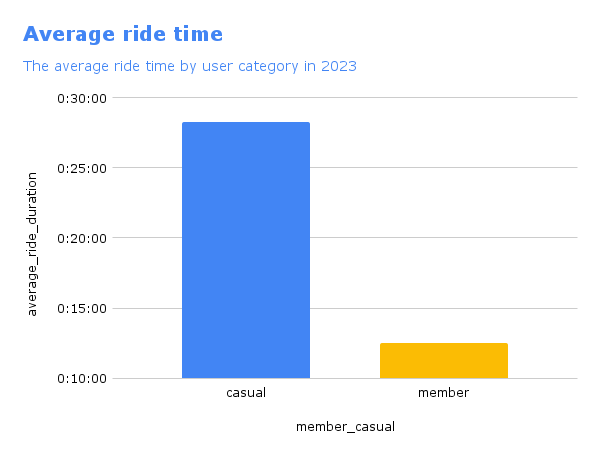 Average ride time
The average ride time by user category in 2023
0:30:00
0:25:00
0:20:00
0:15:00
0:10:00
average_ride_duration
casual
member
member_casual